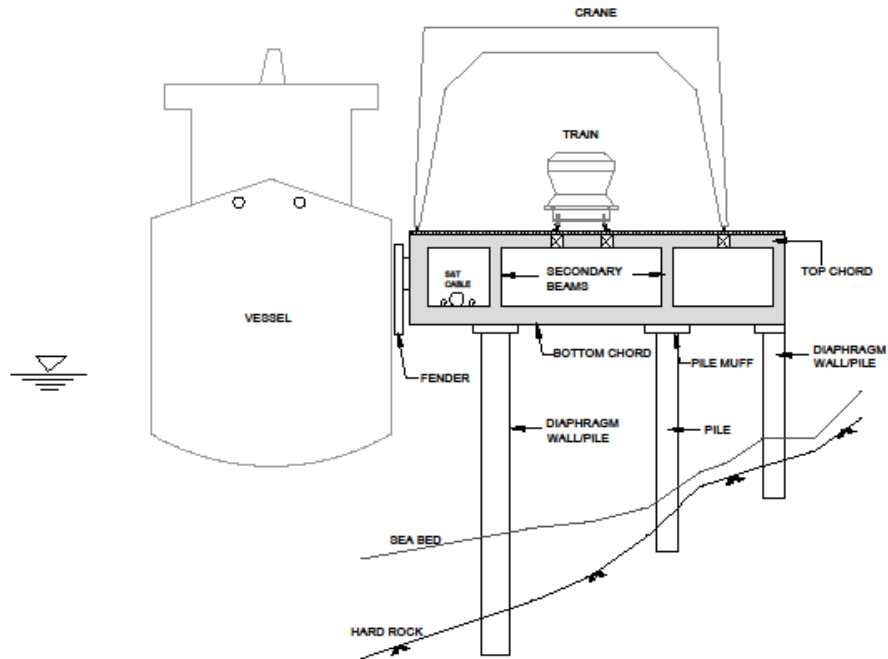 CRANE
TRAIN
S&T
CABLE
SECONDARY
BEAMS
TOP CHORD
VESSEL
FENDER
BOTTOM CHORD
PILE MUFF
DIAPHRAGM
WALL/PILE
DIAPHRAGM
WALL/PILE
PILE
SEA BED
HARD ROCK